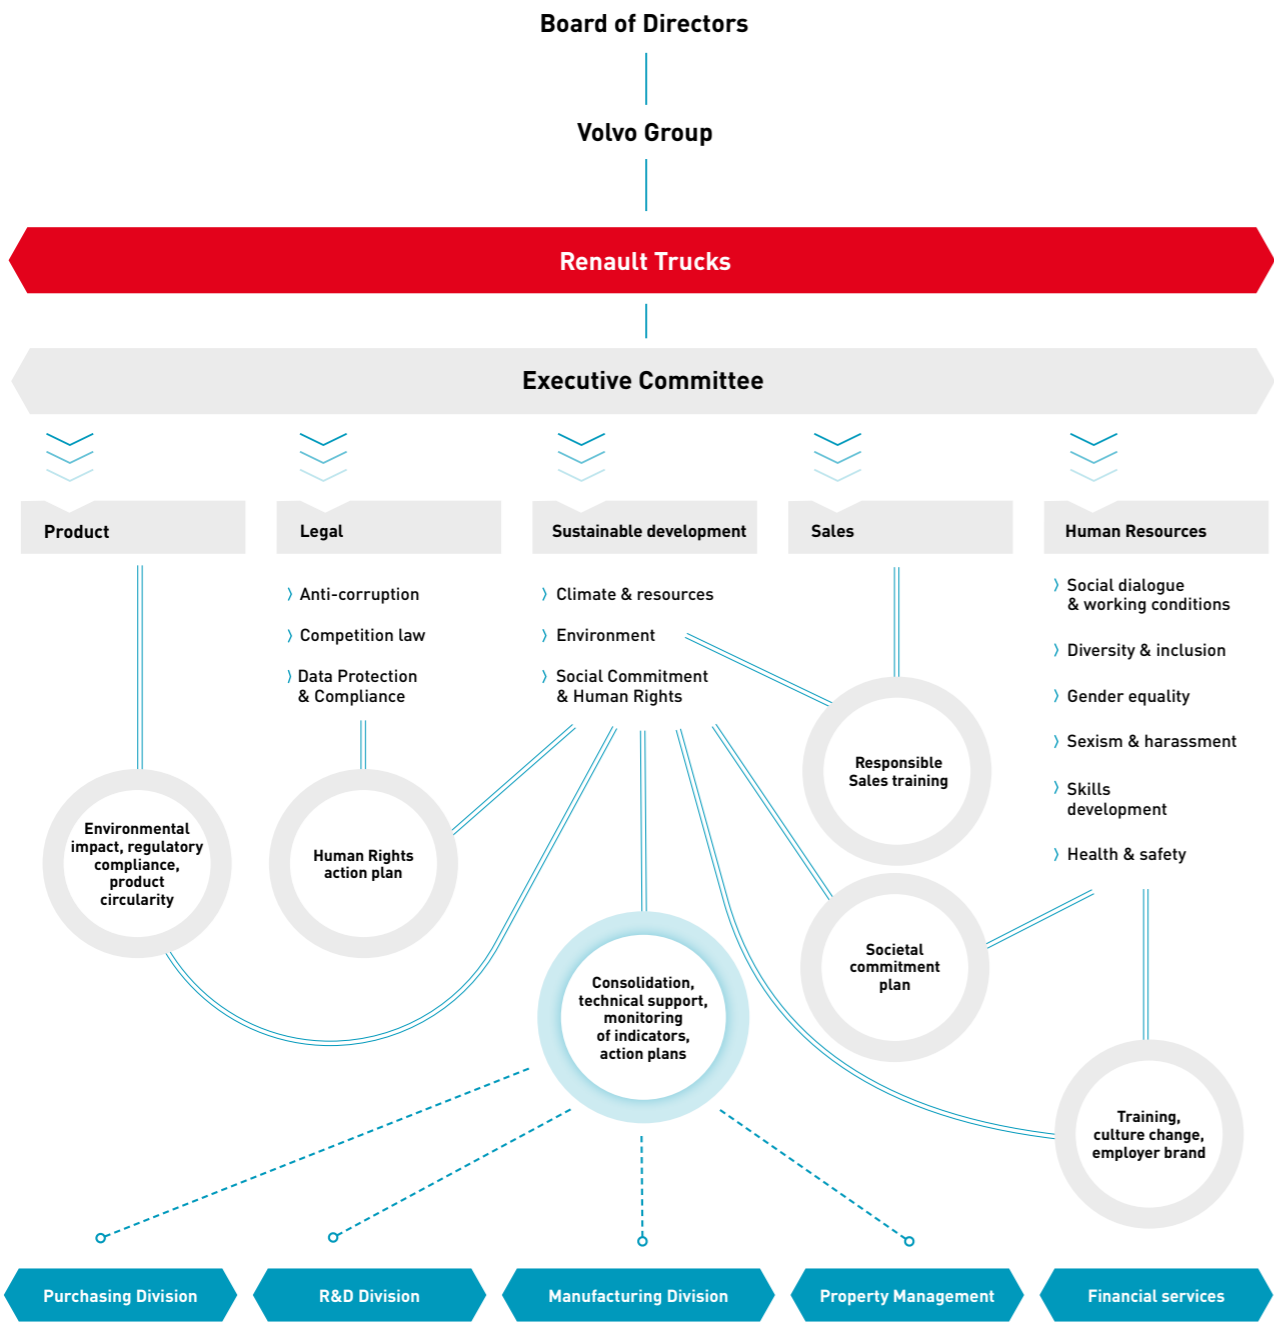 Board of Directors
Volvo Group
Renault Trucks
Executive Committee
Product
Legal
Sustainable development
Sales
Human Resources
Anti-corruption
Competition law
Data Protection
& Compliance
Climate & resources
Environment
Social Commitment
& Human Rights
Social dialogue
& working conditions
Diversity & inclusion
Gender equality
Sexism & harassment
Skills
development
Health & safety
Environmental
impact, regulatory
compliance,
product
circularity
Human Rights
action plan
Responsible
Sales training
Societal
commitment
plan
Consolidation,
technical support,
monitoring
of indicators,
action plans
Training,
culture change,
employer brand
Purchasing Division
R&D Division
Manufacturing Division
Property Management
Financial services